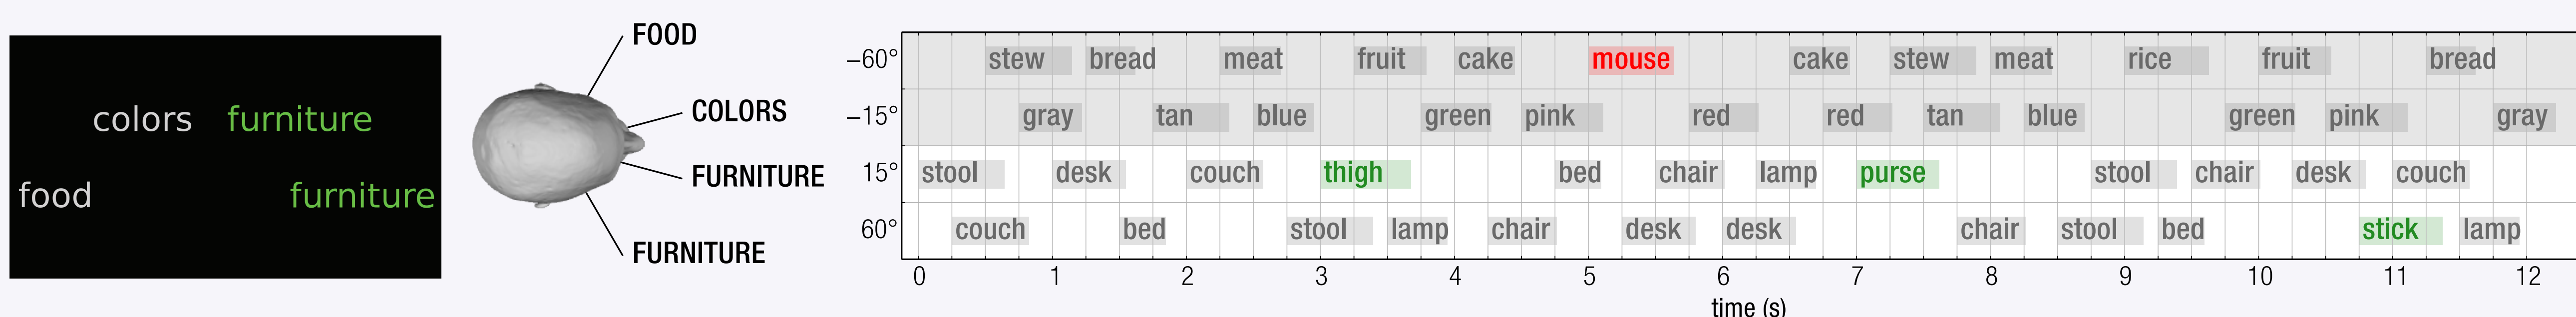 colors furniture
food furniture
FOOD
COLORS
FURNITURE
FURNITURE
−60° stew bread meat fruit cake mouse cake stew meat rice fruit bread
−15° gray tan blue green pink red red tan blue green pink gray
15° stool desk couch thigh bed chair lamp purse stool chair desk couch
60° couch bed stool lamp chair desk desk chair stool bed stick lamp
0 1 2 3 4 5 6 7 8 9 10 11 12
time (s)